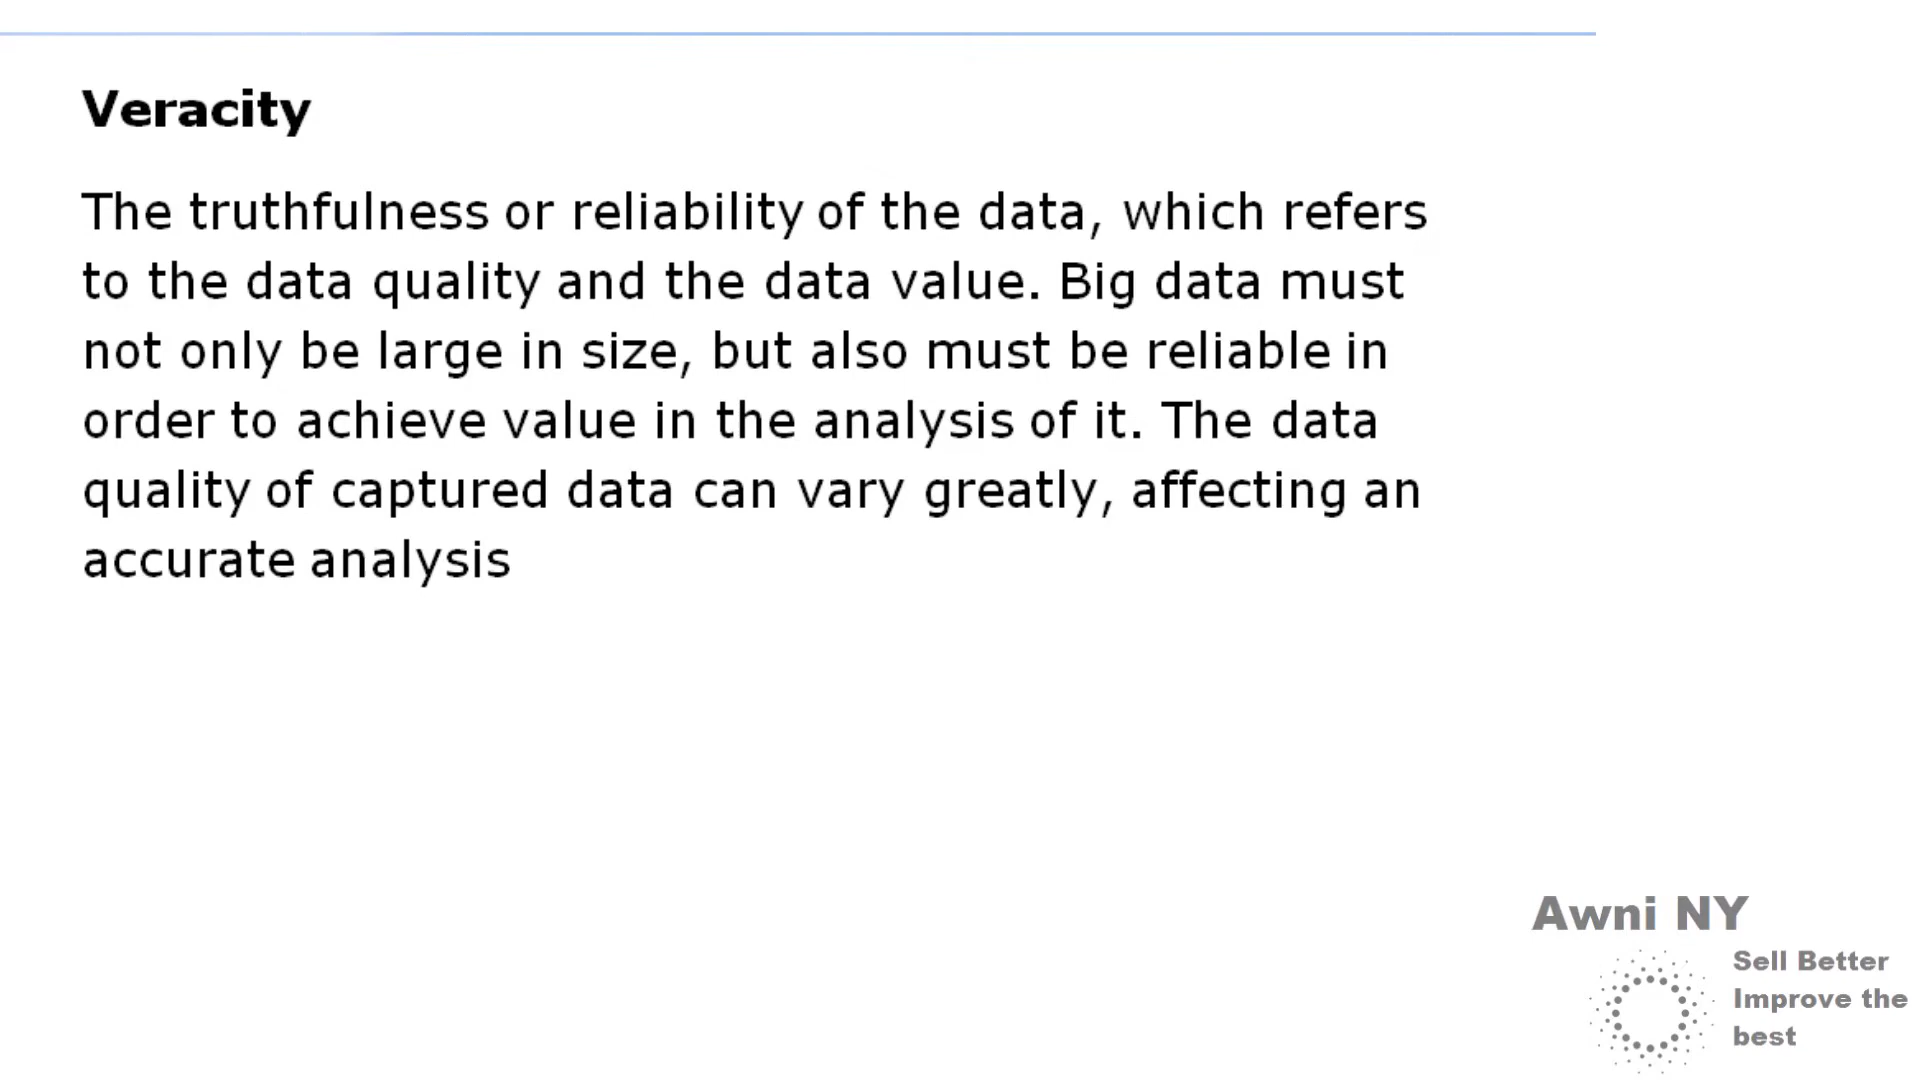 Veracity
The truthfulness or reliability of the data, which refers
to the data quality and the data value. Big data must
not only be large in size, but also must be reliable in
order to achieve value in the analysis of it. The data
quality of captured data can vary greatly, affecting an
accurate analysis
Awni NY
Sell Better
Improve the
best